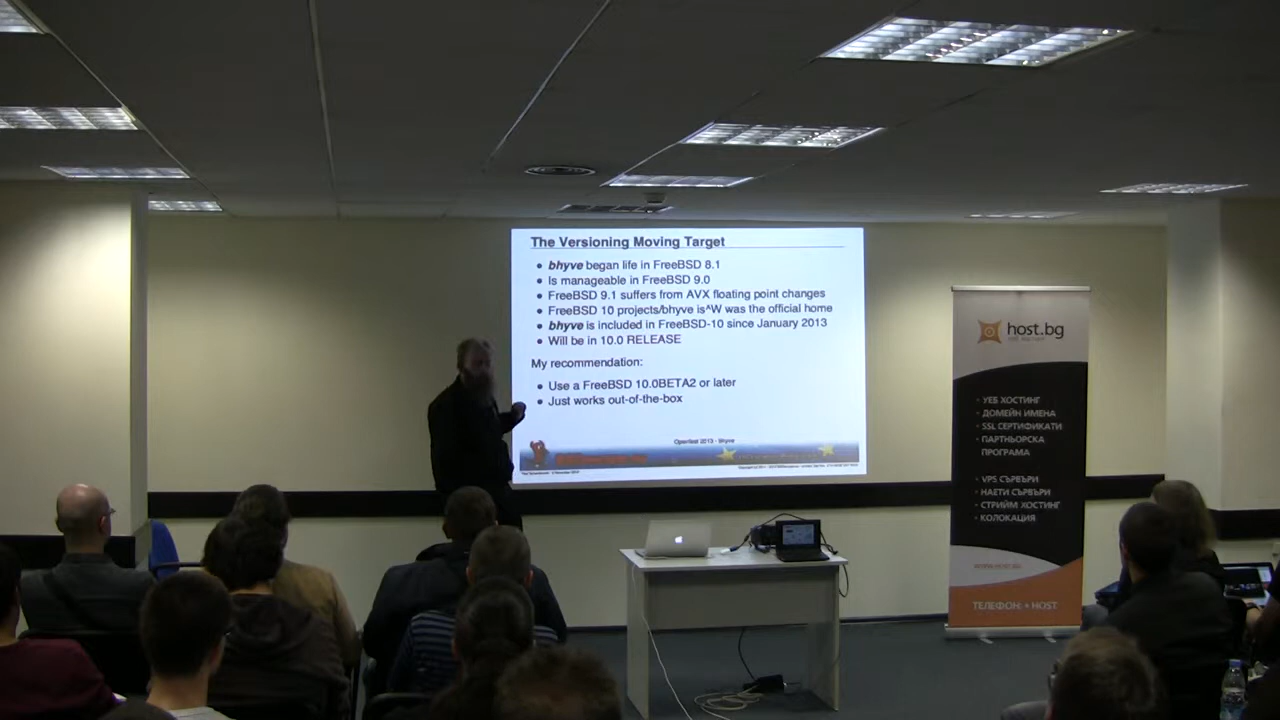 The Versioning Moving Target
• bhyve began life in FreeBSD 8.1
• Is manageable in FreeBSD 9.0
• FreeBSD 9.1 suffers from AVX floating point changes
• FreeBSD 10 projects/bhyve is^W was the official home
• bhyve is included in FreeBSD-10 since January 2013
• Will be in 10.0 RELEASE
My recommendation:
• Use a FreeBSD 10.0BETA2 or later
• Just works out-of-the-box
OpenFest 2013 - bhyve
host.bg
• УЕБ ХОСТИНГ
• ДОМЕЙН ИМЕНА
• SSL СЕРТИФИКАТИ
• ПАРТНЬОРСКА
ПРОГРАМА
• VPS СЪРВЪРИ
• НАЕТИ СЪРВЪРИ
• СТРИЙМ ХОСТИНГ
• КОЛОКАЦИЯ
WWW.HOST.BG
ТЕЛЕФОН: + HOST